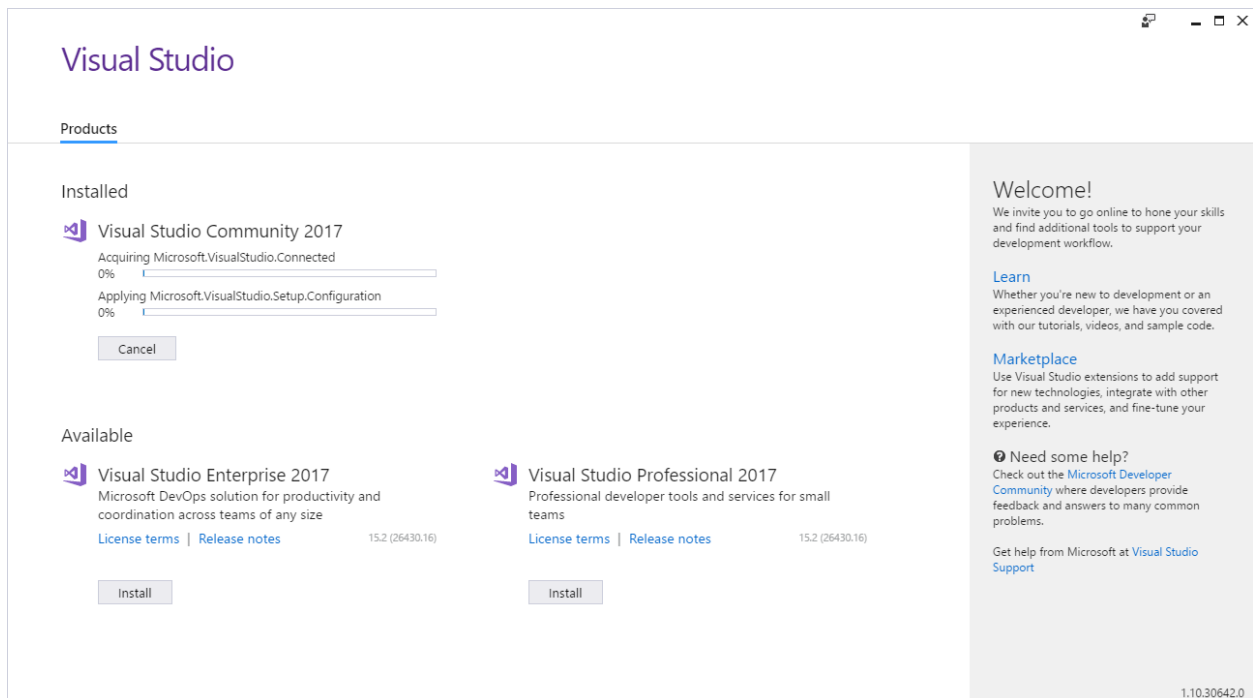 Visual Studio
Products
Installed
Visual Studio Community 2017
Acquiring Microsoft.VisualStudio.Connected
0%
Applying Microsoft.VisualStudio.Setup.Configuration
0%
Cancel
Available
Visual Studio Enterprise 2017
Microsoft DevOps solution for productivity and
coordination across teams of any size
License terms | Release notes
15.2 (26430.16)
Install
Visual Studio Professional 2017
Professional developer tools and services for small
teams
License terms | Release notes
15.2 (26430.16)
Install
Welcome!
We invite you to go online to hone your skills
and find additional tools to support your
development workflow.
Learn
Whether you're new to development or an
experienced developer, we have you covered
with our tutorials, videos, and sample code.
Marketplace
Use Visual Studio extensions to add support
for new technologies, integrate with other
products and services, and fine-tune your
experience.
Need some help?
Check out the Microsoft Developer
Community where developers provide
feedback and answers to many common
problems.
Get help from Microsoft at Visual Studio
Support
1.10.30642.0